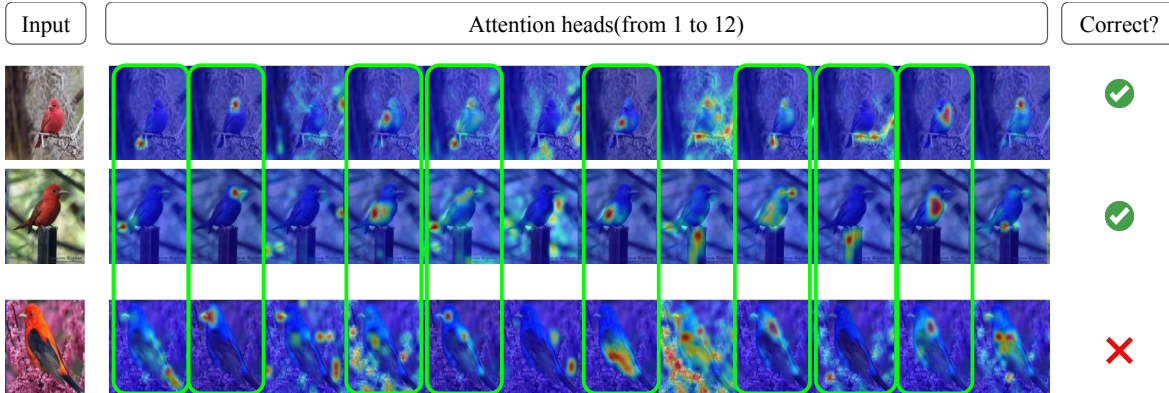 Input
Attention heads(from 1 to 12)
Correct?